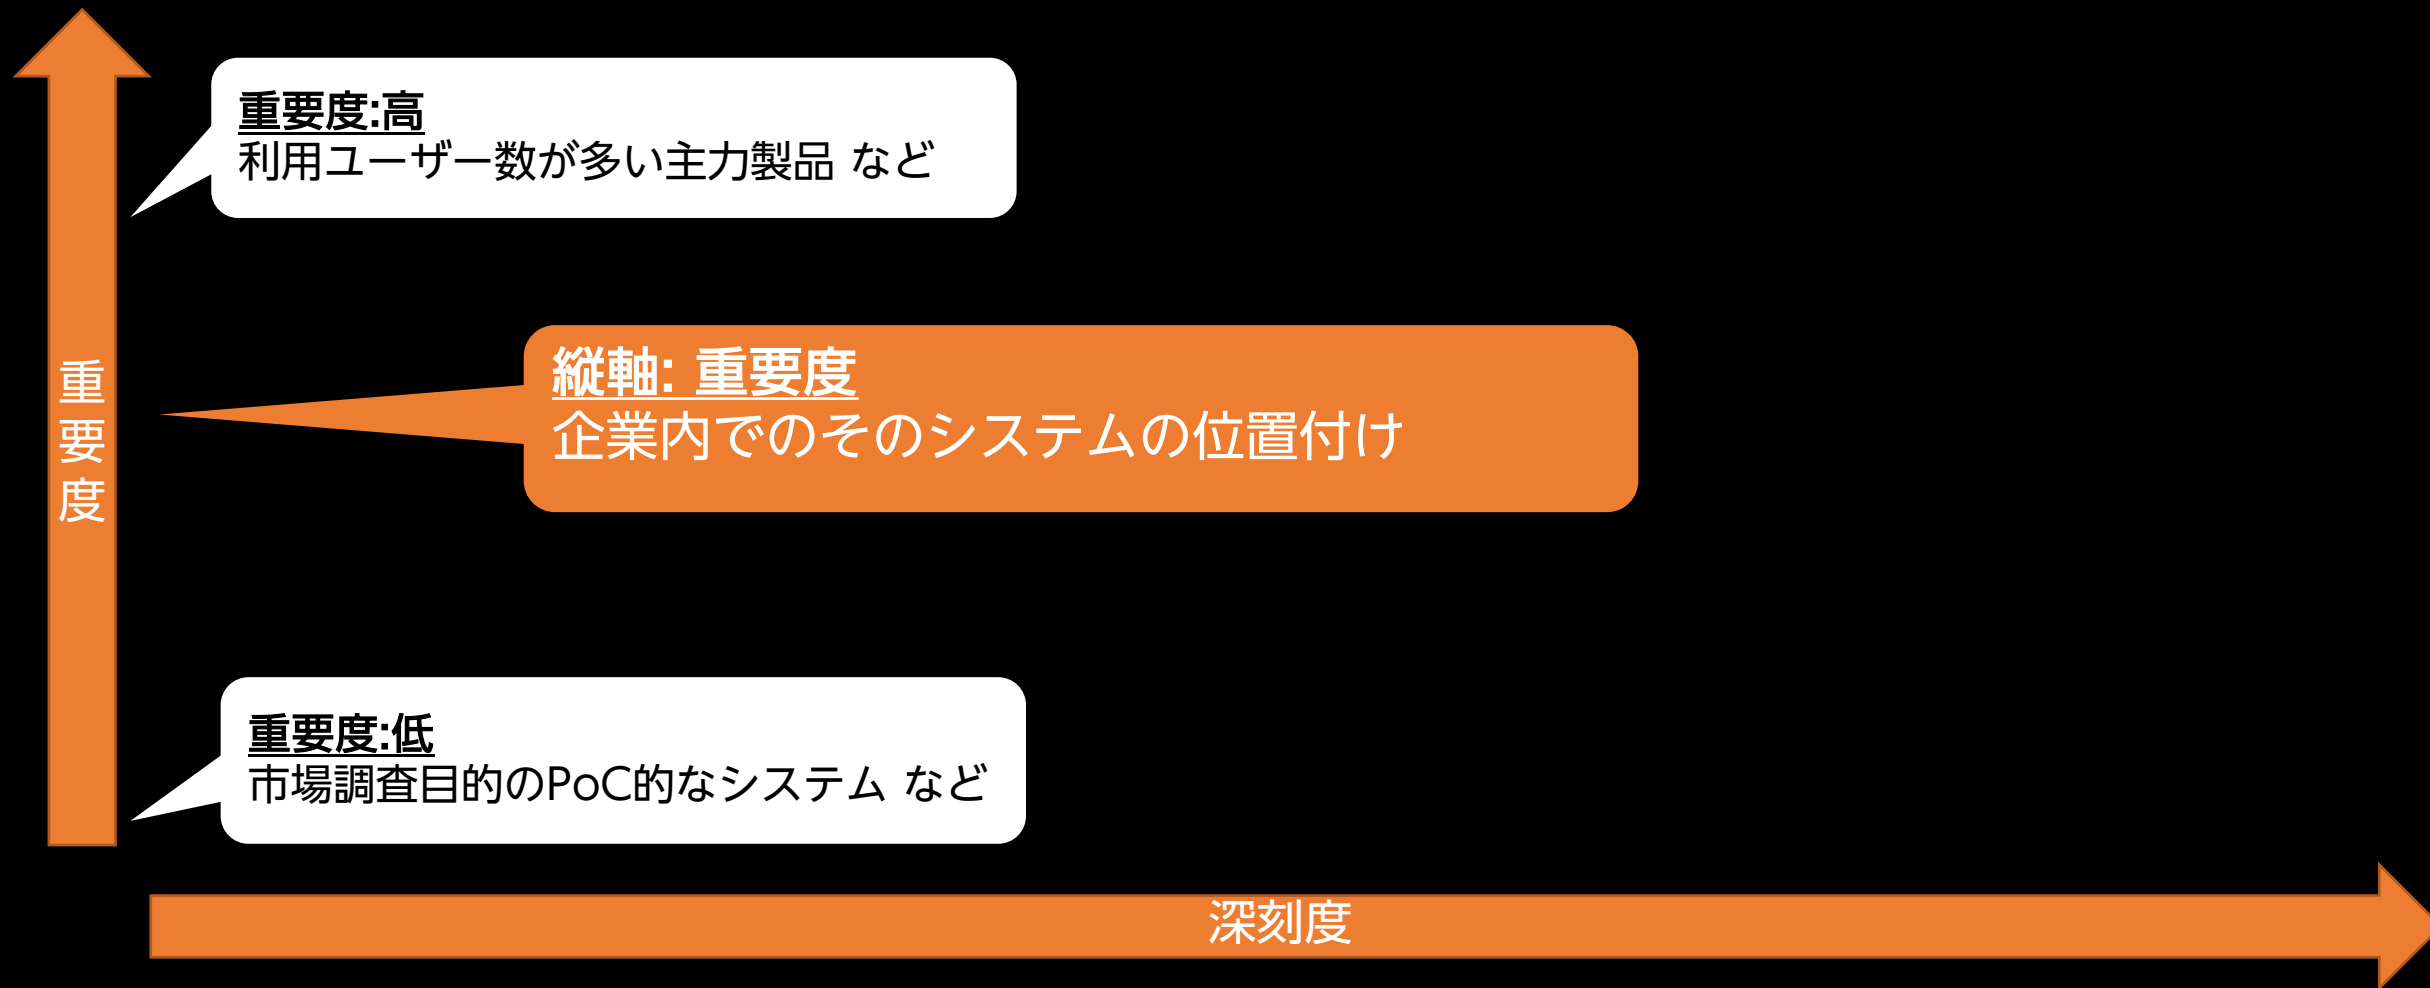 重要度:高
利用ユーザー数が多い主力製品 など
縦軸: 重要度
企業内でのそのシステムの位置付け
重要度
重要度:低
市場調査目的のPoC的なシステム など
深刻度